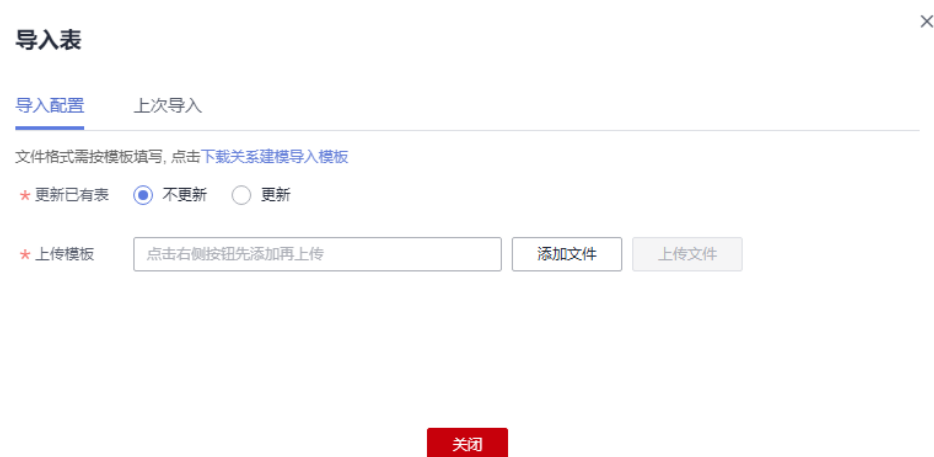 导入表
导入配置 上次导入
文件格式需按模板填写, 点击下载关系建模导入模板
* 更新已有表 不更新 更新
* 上传模板 点击右侧按钮先添加再上传 添加文件 上传文件
关闭